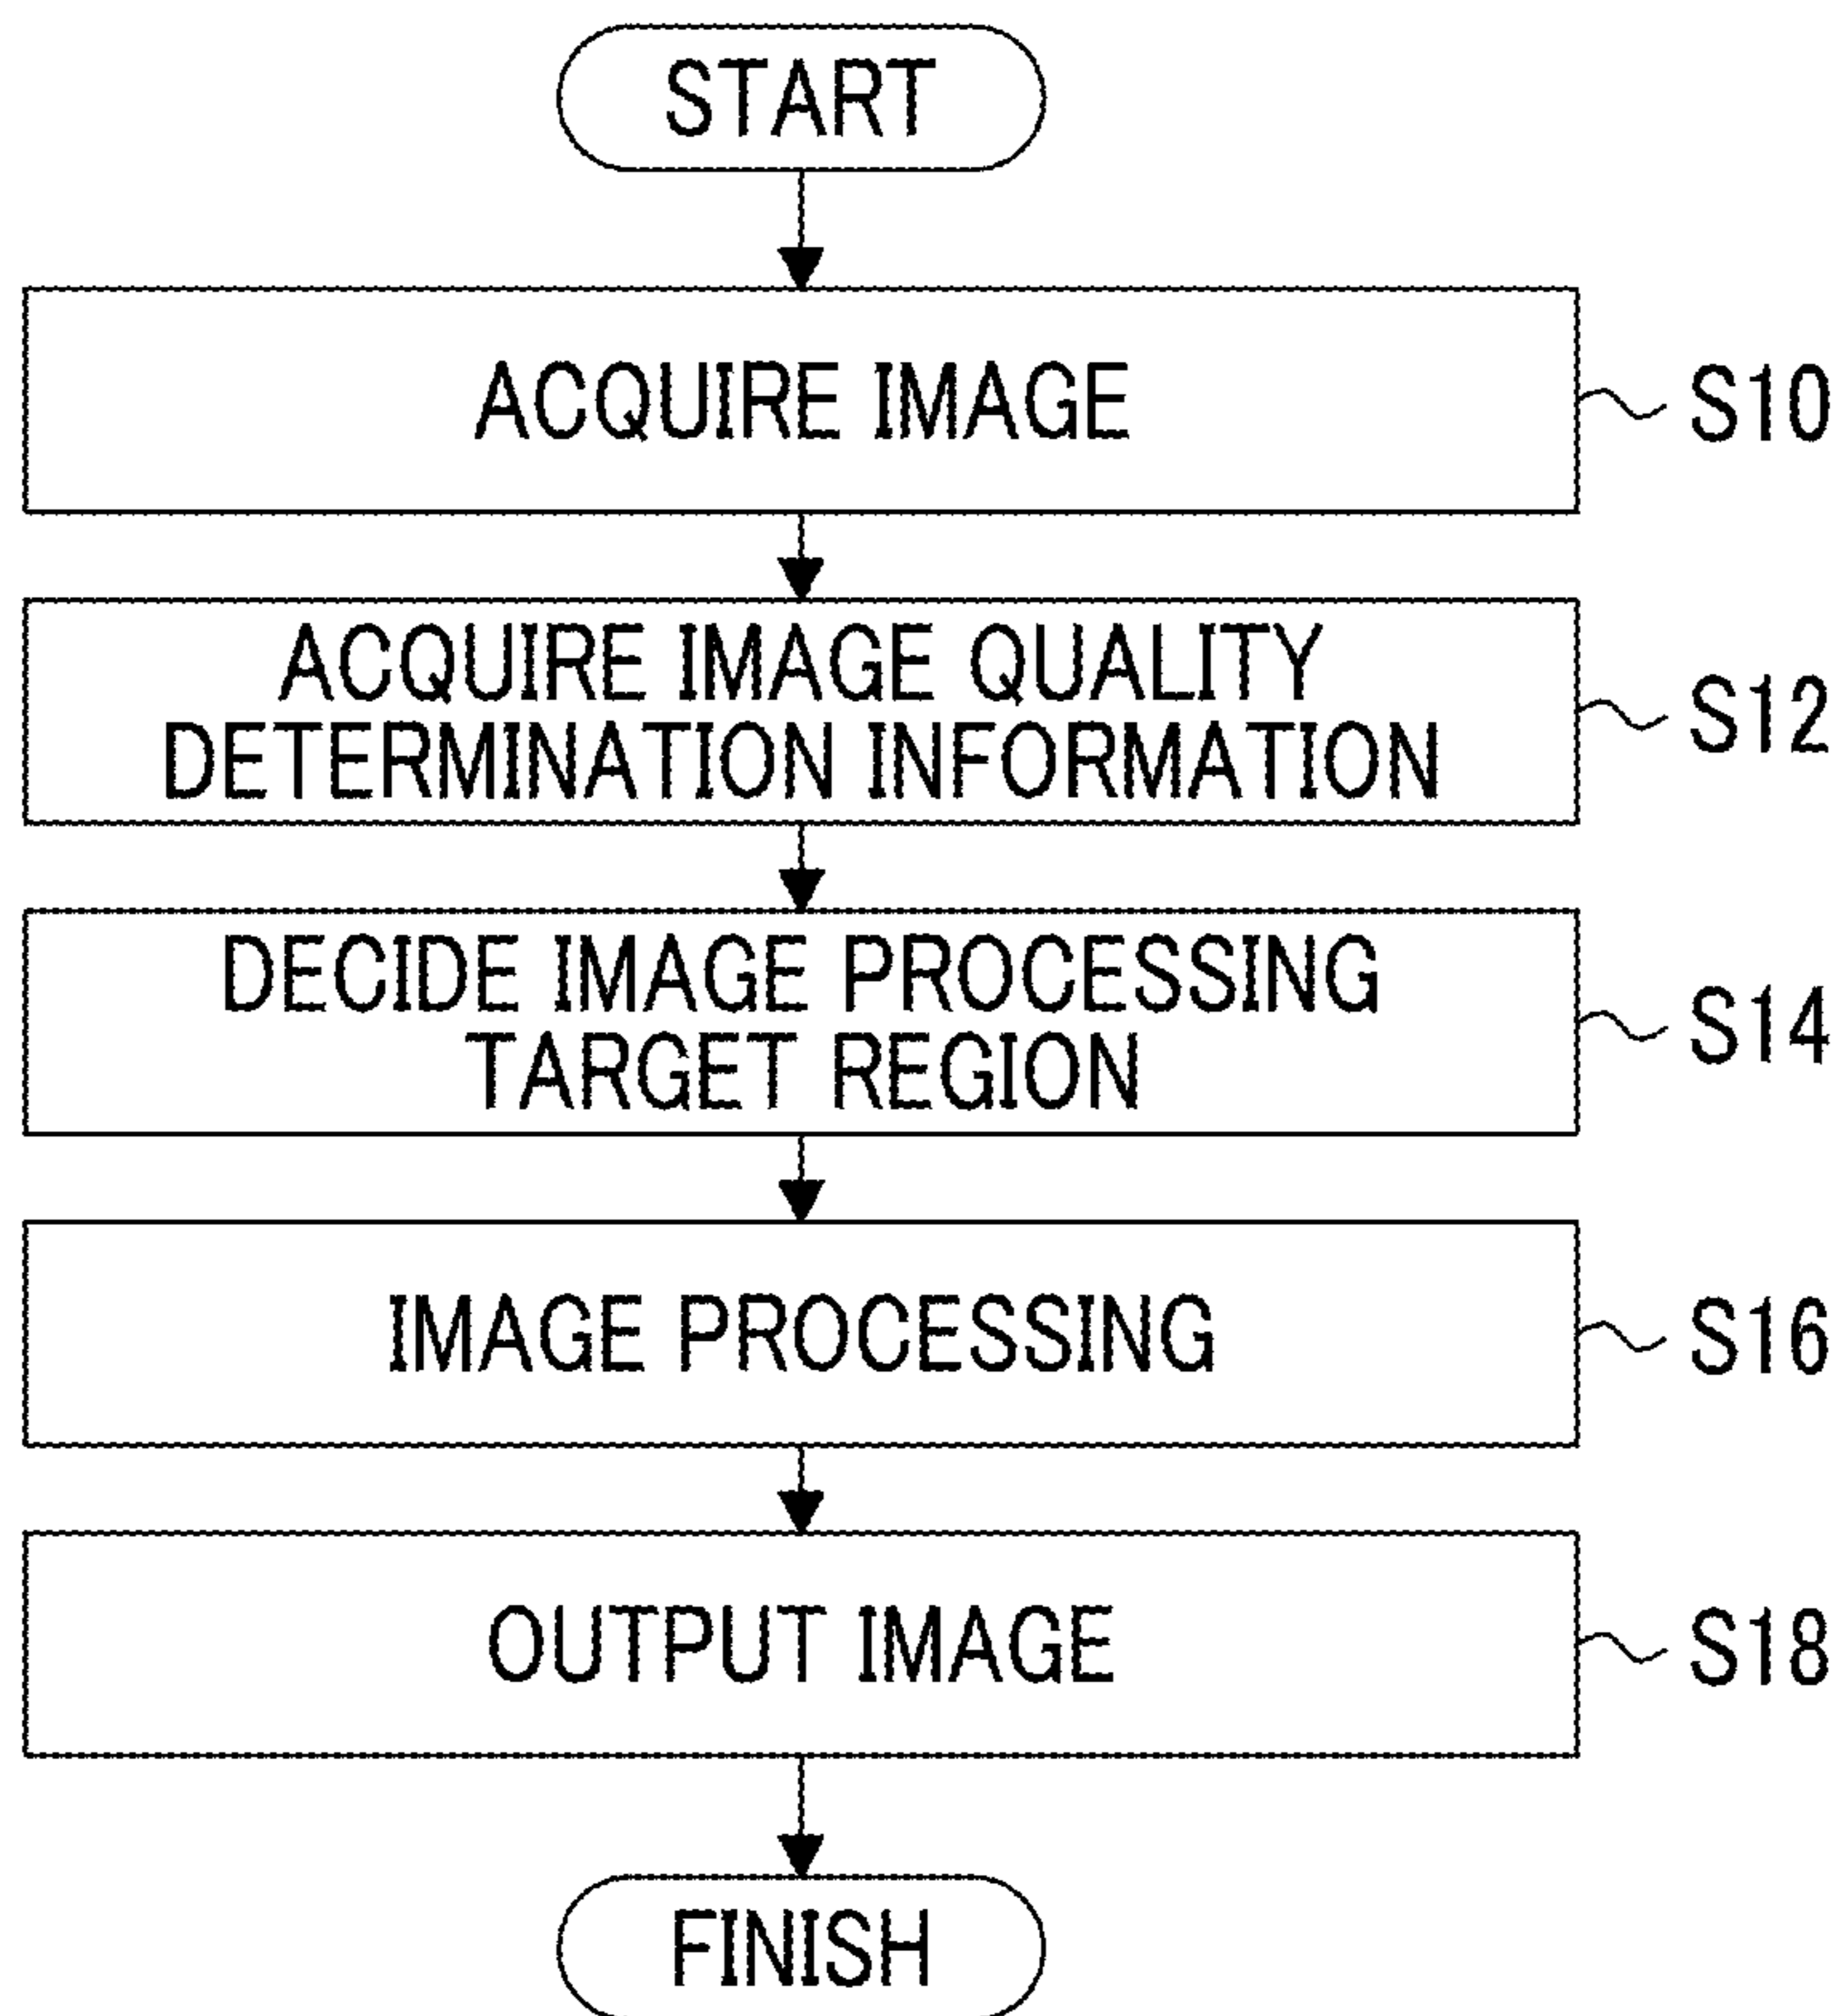 START
ACQUIRE IMAGE
S10
ACQUIRE IMAGE QUALITY
DETERMINATION INFORMATION
S12
DECIDE IMAGE PROCESSING
TARGET REGION
S14
IMAGE PROCESSING
S16
OUTPUT IMAGE
S18
FINISH